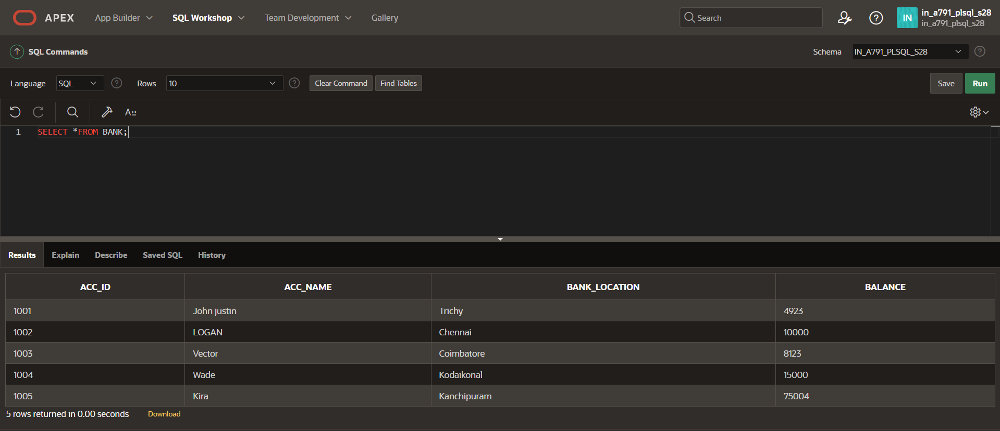 APEX App Builder SQL Workshop Team Development Gallery Search IN in_a791_plsql_s28
in_a791_plsql_s28
SQL Commands Schema IN_A791_PLSQL_S28
Language SQL Rows 10 Clear Command Find Tables Save Run
A::
1 SELECT *FROM BANK;
Results Explain Describe Saved SQL History
ACC_ID ACC_NAME BANK_LOCATION BALANCE
1001 John justin Trichy 4923
1002 LOGAN Chennai 10000
1003 Vector Coimbatore 8123
1004 Wade Kodaikonal 15000
1005 Kira Kanchipuram 75004
5 rows returned in 0.00 seconds Download